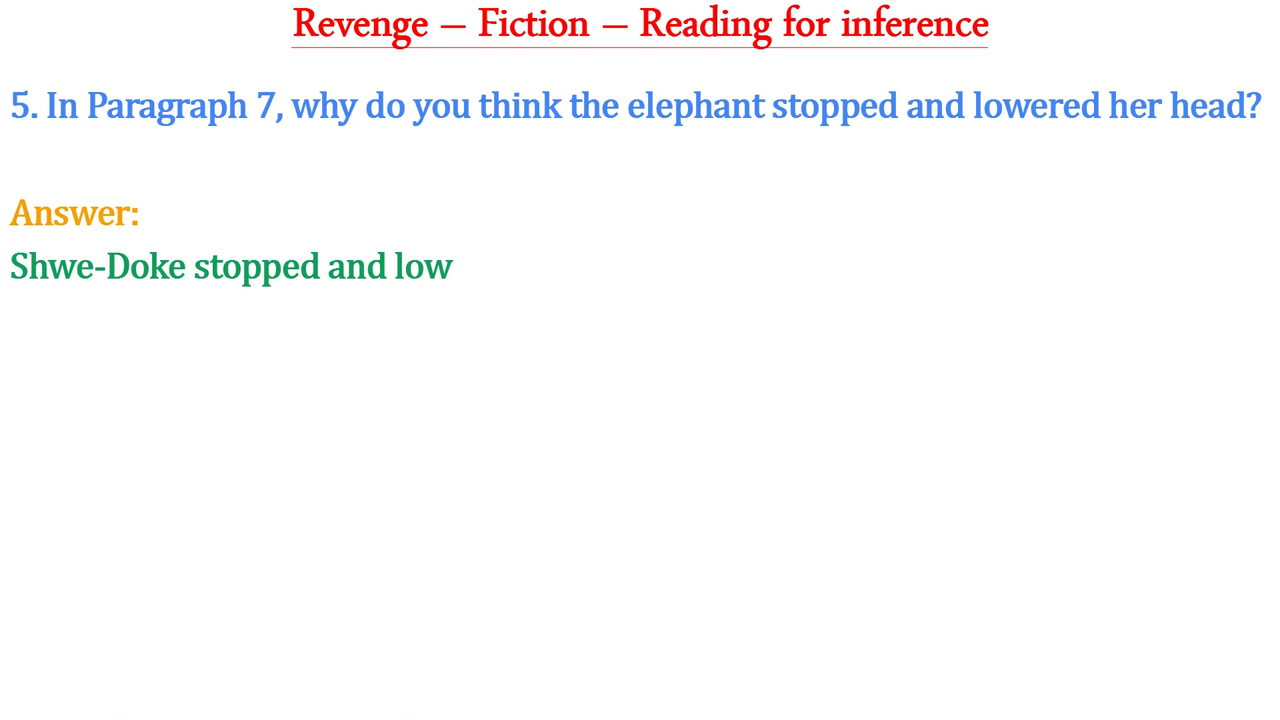 Revenge — Fiction — Reading for inference
5. In Paragraph 7, why do you think the elephant stopped and lowered her head?
Answer:
Shwe-Doke stopped and low